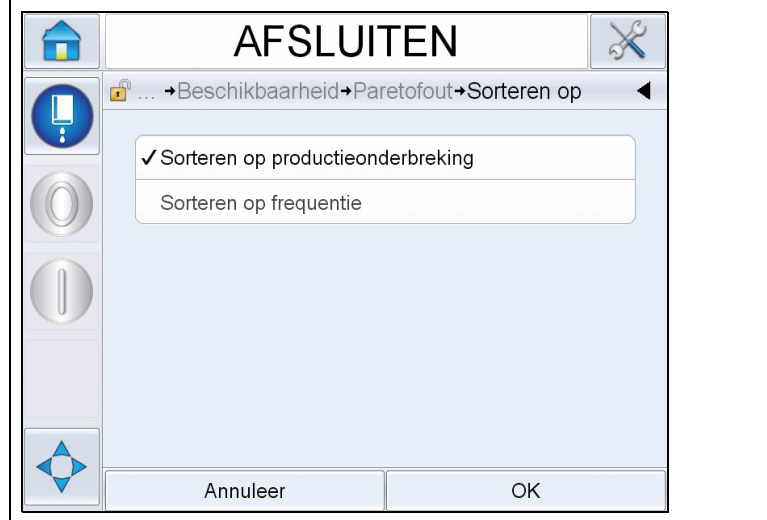 AFSLUITEN
... →Beschikbaarheid→Paretofout→Sorteren op
✓Sorteren op productieonderbreking
Sorteren op frequentie
Annuleer
OK